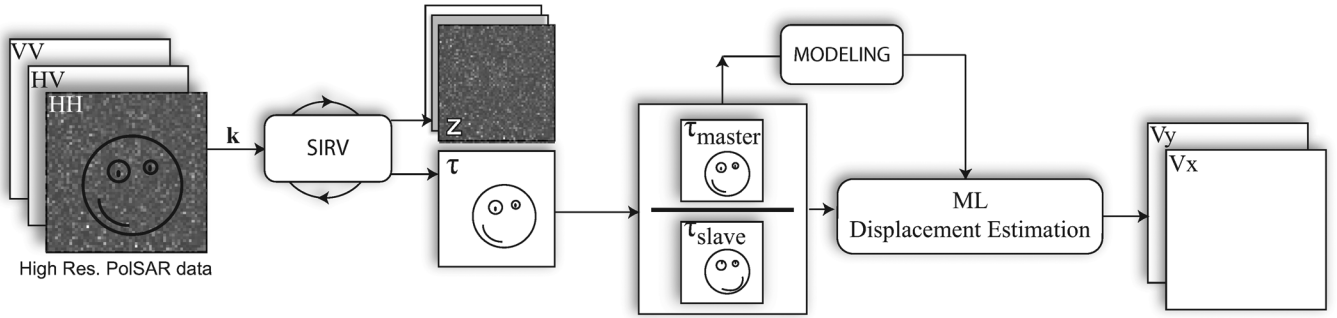 VV
HV
HH
High Res. PolSAR data
k
SIRV
z
τ
τmaster
τslave
MODELING
ML
Displacement Estimation
Vy
Vx